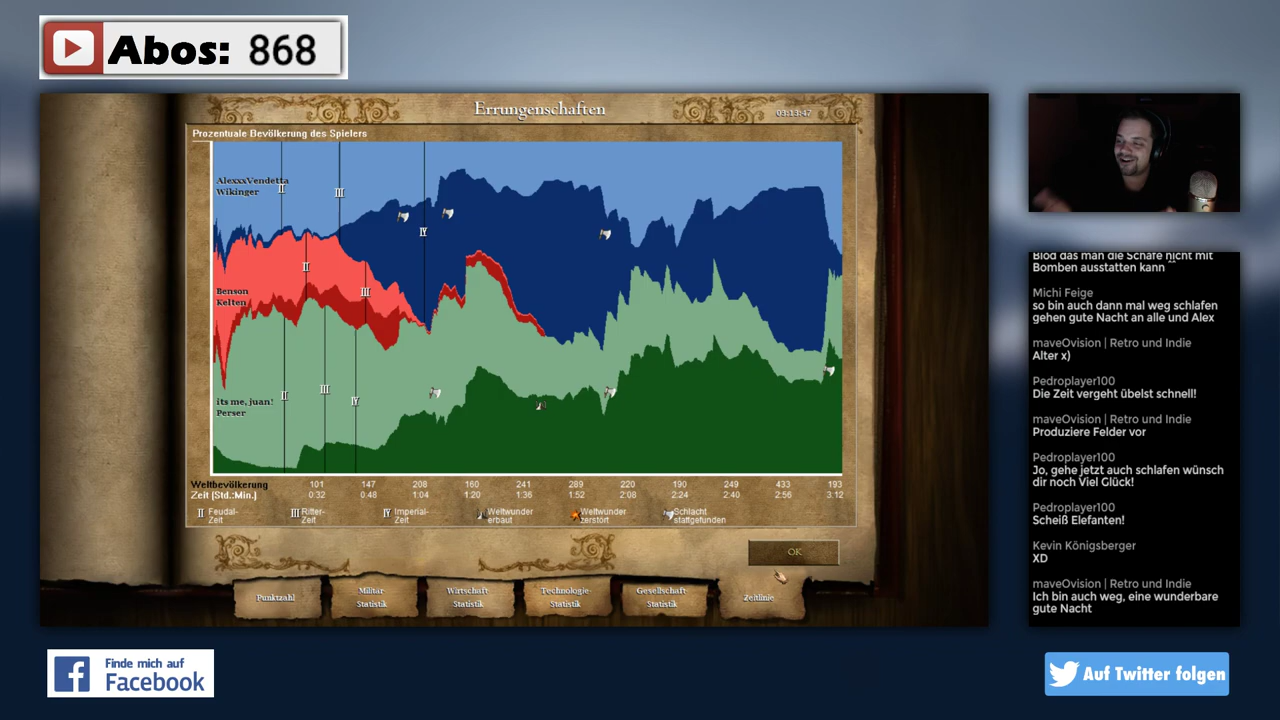 Abos: 868
Errungenschaften
03:13:47
Prozentuale Bevölkerung des Spielers
AlexxxVendetta
Wikinger
II
III
IV
Benson
Kelten
II
III
its me, juan!
Perser
II
III
IV
Weltbevölkerung 101 147 208 160 241 289 220 190 249 433 193
Zeit (Std.:Min.) 0:32 0:48 1:04 1:20 1:36 1:52 2:08 2:24 2:40 2:56 3:12
II Feudal-
Zeit
III Ritter-
Zeit
IV Imperial-
Zeit
Weltwunder
erbaut
Weltwunder
zerstört
Schlacht
stattgefunden
OK
Punktzahl
Militär
Statistik
Wirtschaft
Statistik
Technologie
Statistik
Gesellschaft
Statistik
Zeitlinie
Blöd das man die Schafe nicht mit
Bomben ausstatten kann
Michi Feige
so bin auch dann mal weg schlafen
gehen gute Nacht an alle und Alex
maveOvision | Retro und Indie
Alter x)
Pedroplayer100
Die Zeit vergeht übelst schnell!
maveOvision | Retro und Indie
Produziere Felder vor
Pedroplayer100
Jo, gehe jetzt auch schlafen wünsch
dir noch Viel Glück!
Pedroplayer100
Scheiß Elefanten!
Kevin Königsberger
XD
maveOvision | Retro und Indie
Ich bin auch weg, eine wunderbare
gute Nacht
Finde mich auf
Facebook
Auf Twitter folgen